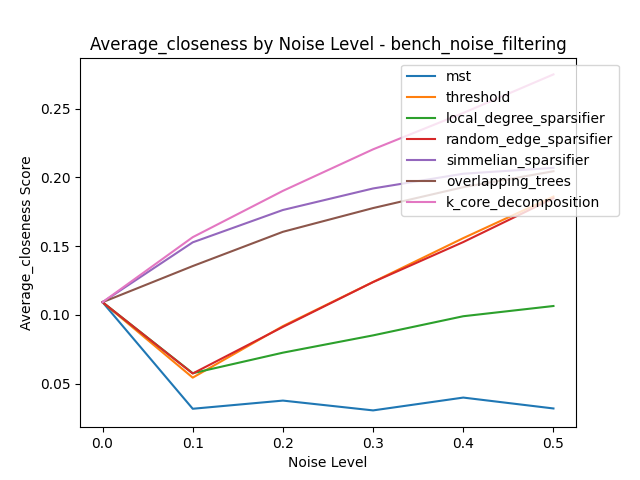 Average_closeness by Noise Level - bench_noise_filtering
mst
threshold
local_degree_sparsifier
random_edge_sparsifier
simmelian_sparsifier
overlapping_trees
k_core_decomposition
Average_closeness Score
0.25
0.20
0.15
0.10
0.05
0.0 0.1 0.2 0.3 0.4 0.5
Noise Level